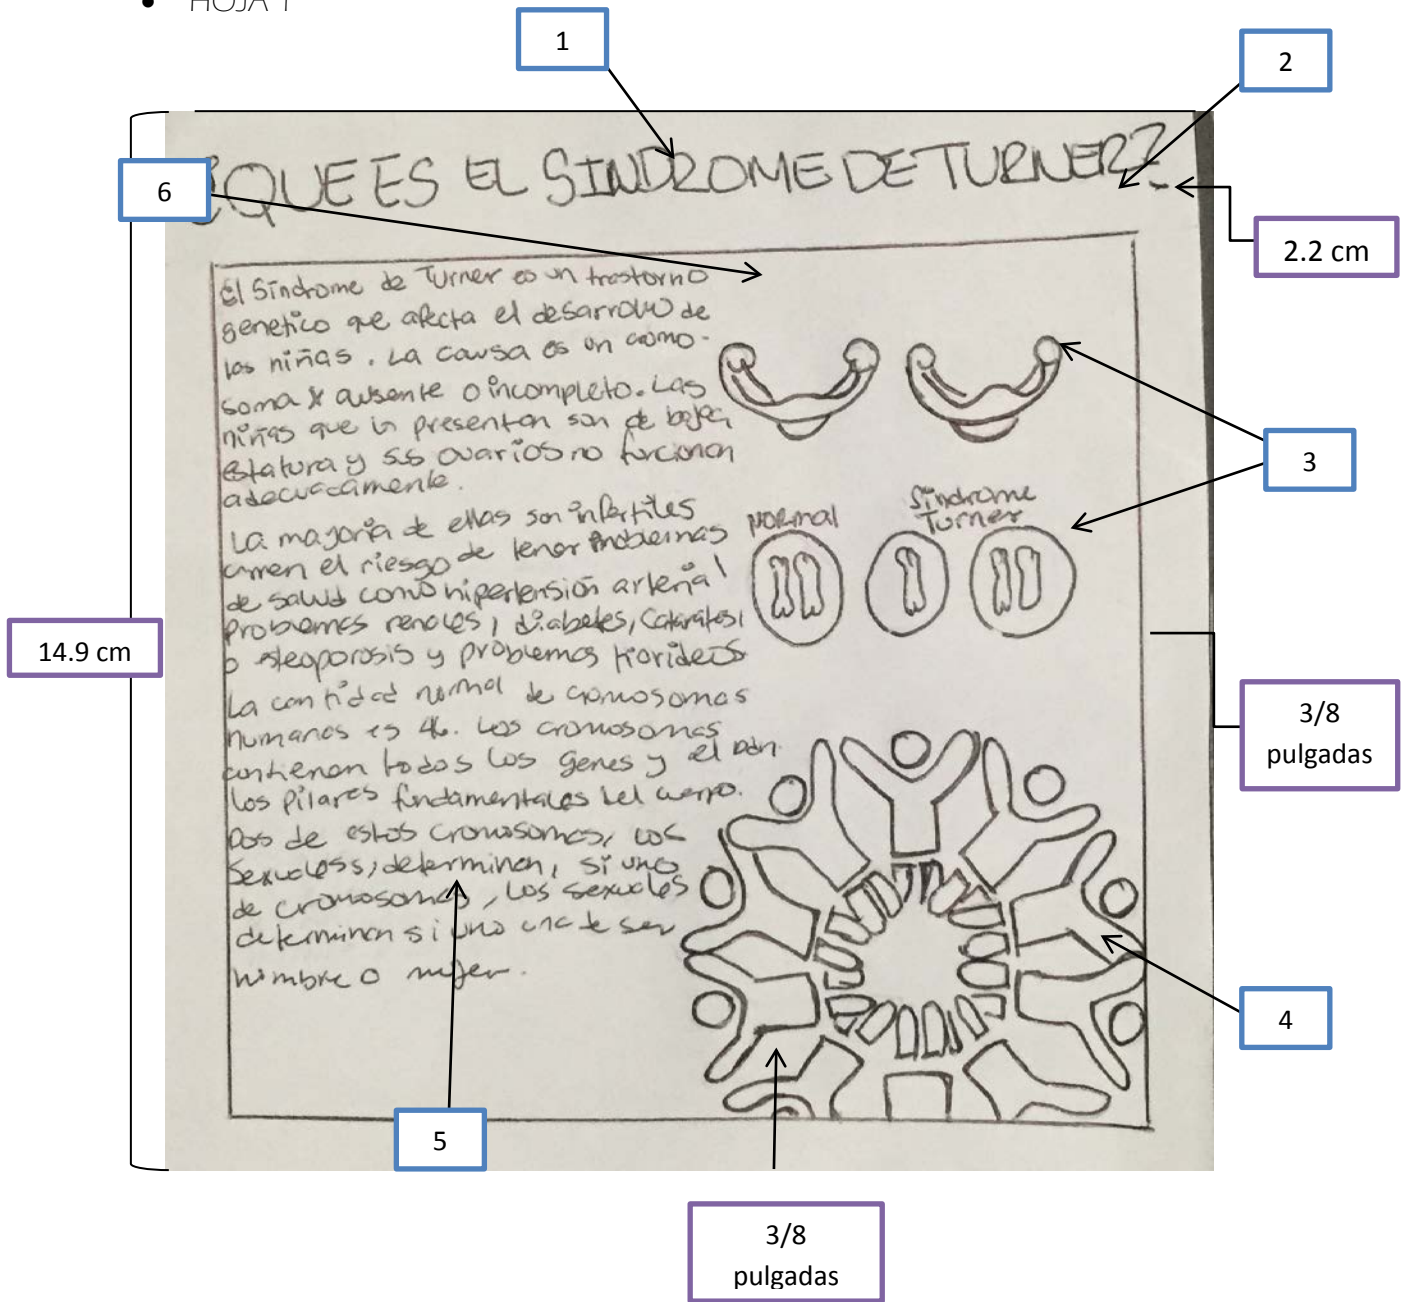 HOJA 1
1
2
¿QUE ES EL SINDROME DE TURNER?
6
2.2 cm
El Síndrome de Turner es un trastorno
genetico que afecta el desarrollo de
las niñas. La causa es un cromo-
soma x ausente o incompleto. Las
niñas que lo presentan son de baja
estatura y sus ovarios no funcionan
adecuadamente.
3
La mayoría de ellas son infertiles
corren el riesgo de tener problemas
de salud como hipertensión arterial
problemas renales, diabetes, Cataratas,
o osteoporosis y problemas tiorideos
NORMAL
Síndrome
Turner
14.9 cm
La cantidad normal de cromosomas
humanos es 46. Los cromosomas
contienen todos los genes y el ADN
los pilares fundamentales del cuerpo.
Dos de estos cromosomas, los
Sexualess, determinan, si uno
de cromosomas, Los sexuales
determinan si uno ha de ser
hombre o mujer.
3/8
pulgadas
4
5
3/8
pulgadas